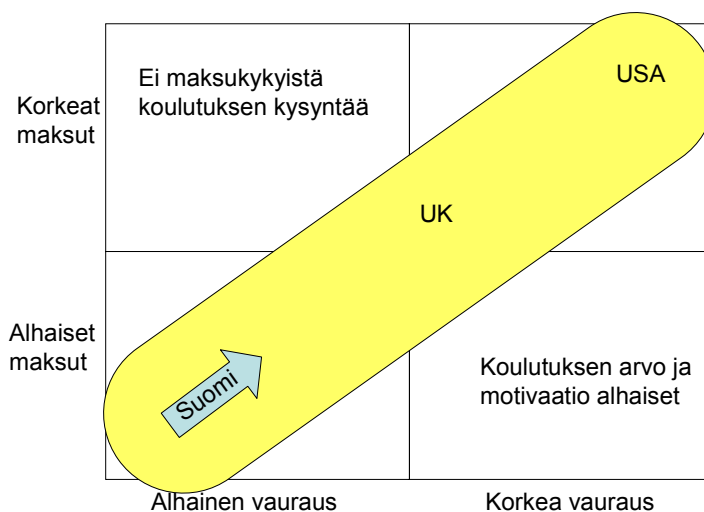 Ei maksukykyistä
koulutuksen kysyntää
USA
Korkeat
maksut
UK
Alhaiset
maksut
Koulutuksen arvo ja
motivaatio alhaiset
Suomi
Alhainen vauraus
Korkea vauraus